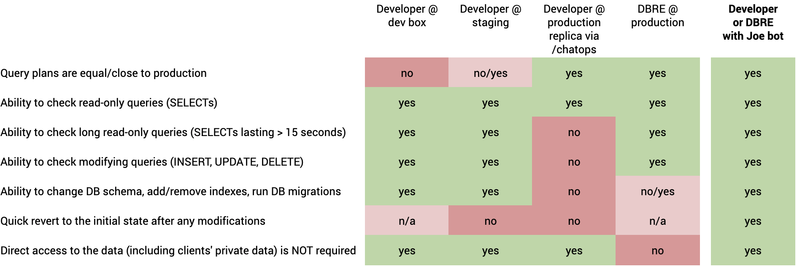 Developer @
dev box
Developer @
staging
Developer @
production
replica via
/chatops
DBRE @
production
Developer
or DBRE
with Joe bot
Query plans are equal/close to production no no/yes yes yes yes
Ability to check read-only queries (SELECTs) yes yes yes yes yes
Ability to check long read-only queries (SELECTs lasting > 15 seconds) yes yes no yes yes
Ability to check modifying queries (INSERT, UPDATE, DELETE) yes yes no yes yes
Ability to change DB schema, add/remove indexes, run DB migrations yes yes no no/yes yes
Quick revert to the initial state after any modifications n/a no no n/a yes
Direct access to the data (including clients' private data) is NOT required yes yes yes no yes